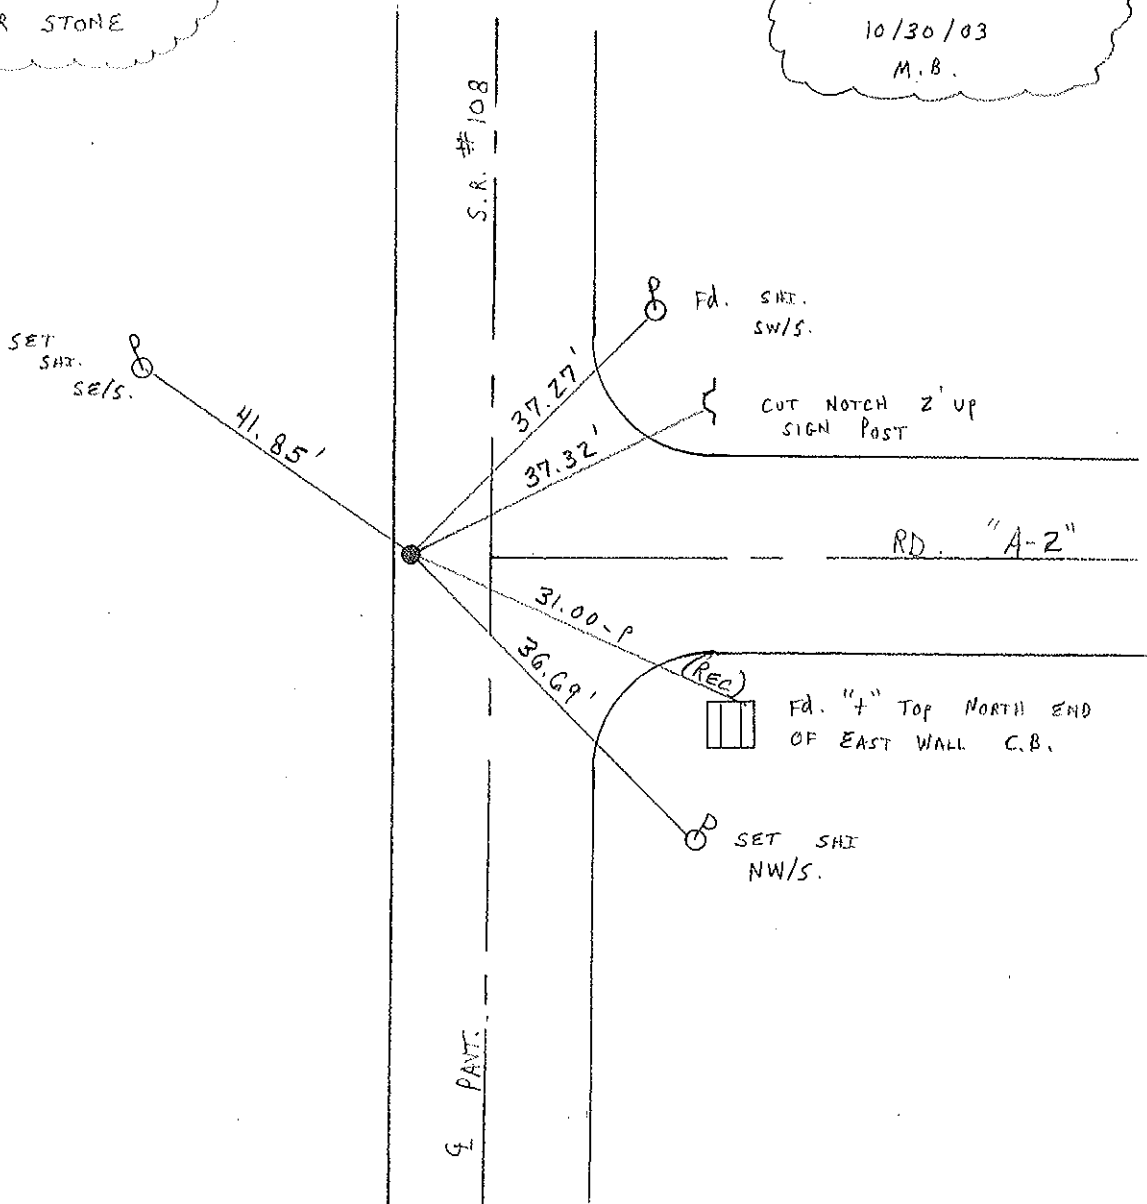 R STONE
10/30/03
M.B.
S.R. #108
Fd. SHI.
SW/S.
SET
SHI.
SE/S.
37.27'
CUT NOTCH 2' UP
SIGN POST
41.85'
37.32'
RD. "A-2"
31.00-P
(REC)
36.69'
Fd. "+" TOP NORTH END
OF EAST WALL C.B.
SET SHI
NW/S.
℄ PAVT.